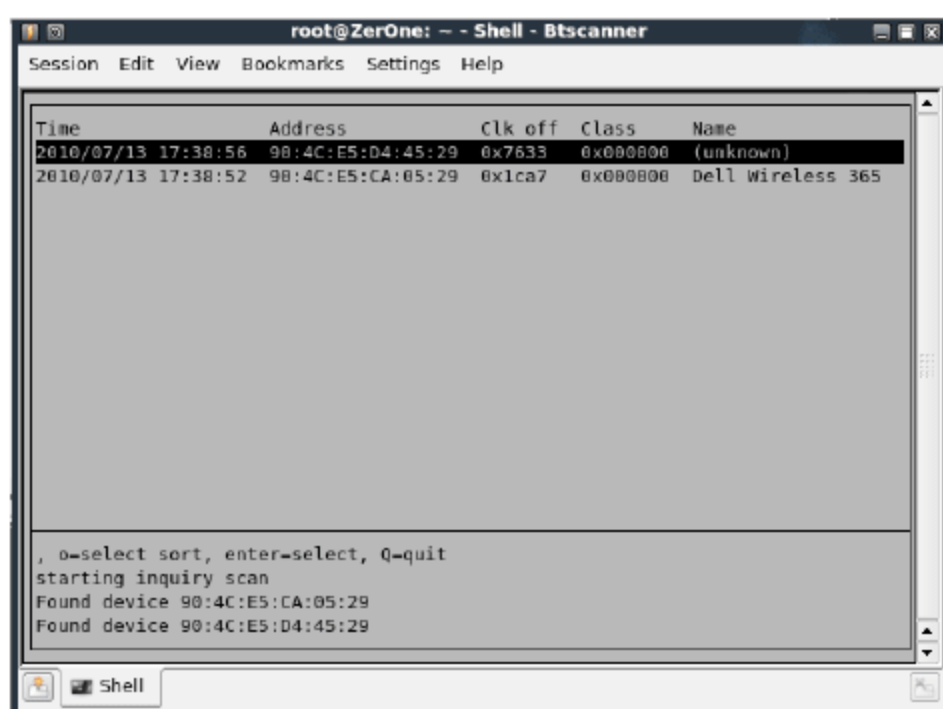 root@ZerOne: ~ - Shell - Btscanner
Session Edit View Bookmarks Settings Help
Time Address Clk off Class Name
2010/07/13 17:38:56 90:4C:E5:D4:45:29 0x7633 0x000000 (unknown)
2010/07/13 17:38:52 90:4C:E5:CA:05:29 0x1ca7 0x000000 Dell Wireless 365
, o=select sort, enter=select, Q=quit
starting inquiry scan
Found device 90:4C:E5:CA:05:29
Found device 90:4C:E5:D4:45:29
Shell